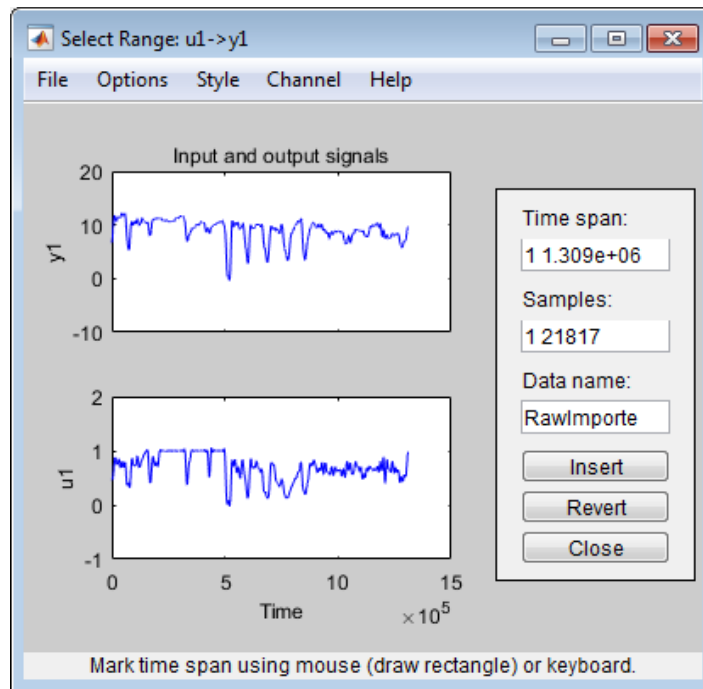 Select Range: u1->y1
File Options Style Channel Help
Input and output signals
20
10
0
-10
y1
2
1
0
-1
u1
0 5 10 15
Time
×10^5
Time span:
1 1.309e+06
Samples:
1 21817
Data name:
RawImporte
Insert
Revert
Close
Mark time span using mouse (draw rectangle) or keyboard.